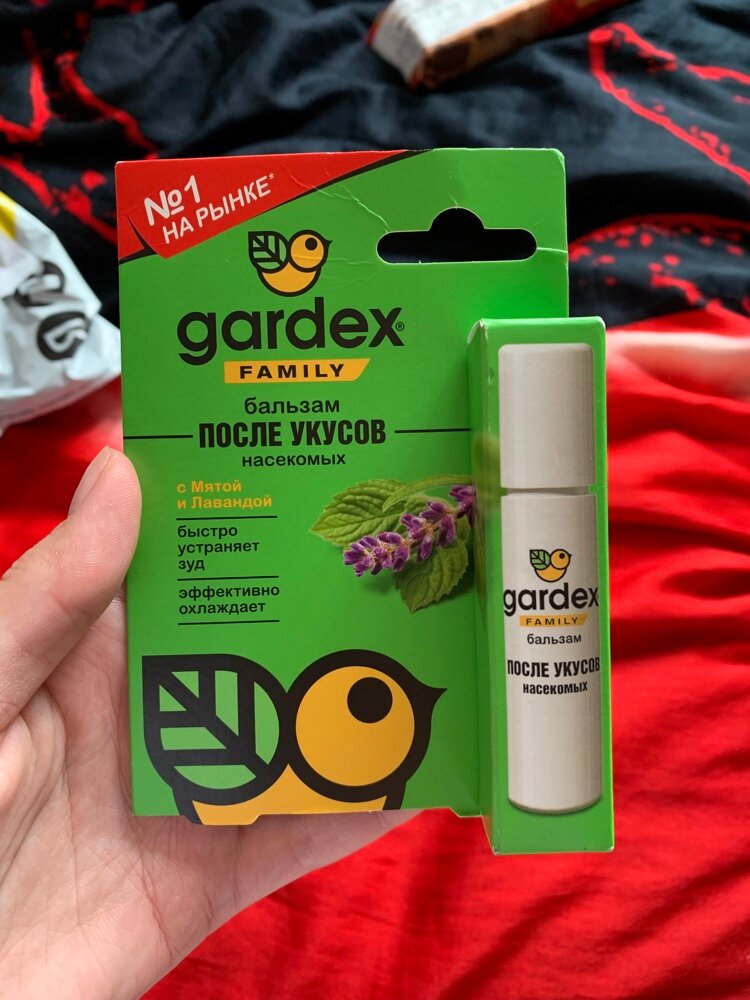 №1
НА РЫНКЕ*
gardex®
FAMILY
бальзам
ПОСЛЕ УКУСОВ
насекомых
с Мятой
и Лавандой
быстро
устраняет
зуд
эффективно
охлаждает
gardex
FAMILY
бальзам
ПОСЛЕ УКУСОВ
насекомых